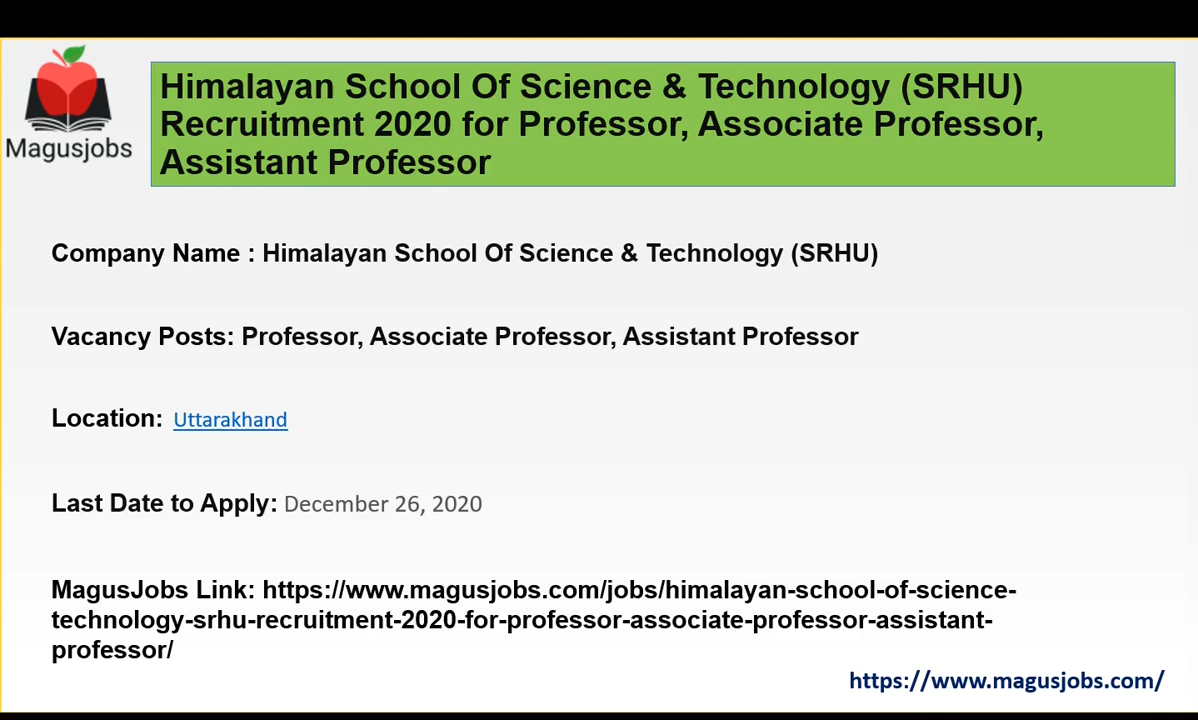 Magusjobs
Himalayan School Of Science & Technology (SRHU)
Recruitment 2020 for Professor, Associate Professor,
Assistant Professor
Company Name : Himalayan School Of Science & Technology (SRHU)
Vacancy Posts: Professor, Associate Professor, Assistant Professor
Location: Uttarakhand
Last Date to Apply: December 26, 2020
MagusJobs Link: https://www.magusjobs.com/jobs/himalayan-school-of-science-
technology-srhu-recruitment-2020-for-professor-associate-professor-assistant-
professor/
https://www.magusjobs.com/